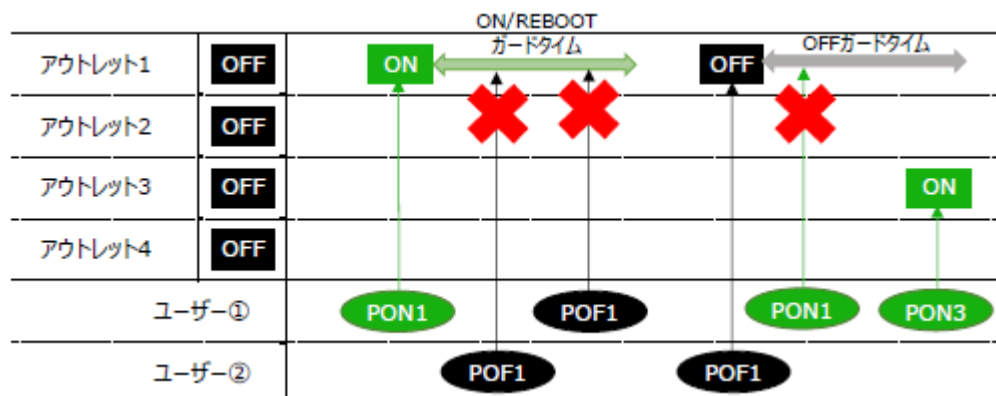 ON/REBOOT
ガードタイム
OFFガードタイム
アウトレット1 OFF ON OFF
アウトレット2 OFF
アウトレット3 OFF ON
アウトレット4 OFF
ユーザー① PON1 POF1 PON1 PON3
ユーザー② POF1 POF1